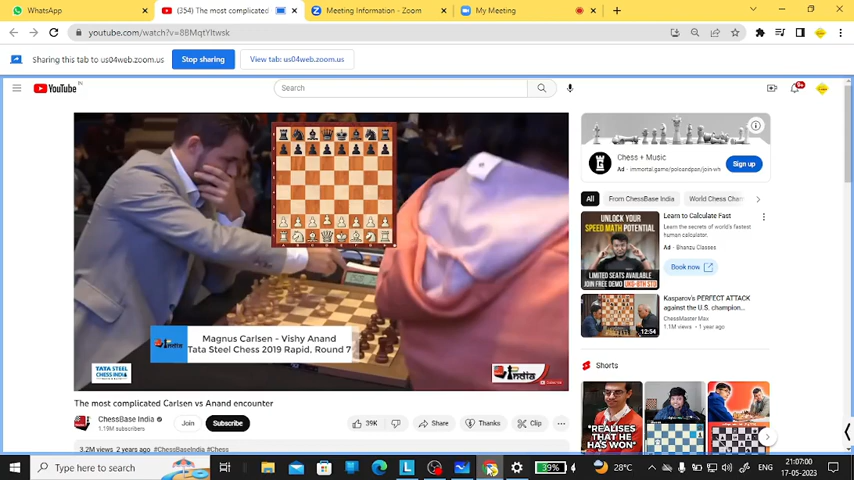 WhatsApp
(354) The most complicated
Meeting Information - Zoom
My Meeting
youtube.com/watch?v=8BMqtYltwsk
Sharing this tab to us04web.zoom.us
Stop sharing
View tab: us04web.zoom.us
YouTube
IN
Search
9+
Magnus Carlsen - Vishy Anand
Tata Steel Chess 2019 Rapid, Round 7
TATA STEEL
CHESS INDIA
India
The most complicated Carlsen vs Anand encounter
ChessBase India
1.19M subscribers
Join
Subscribe
39K
Share
Thanks
Clip
3.2M views 2 years ago #ChessBaseIndia #Chess
Chess + Music
Ad · immortal.game/polcandpan/join-wh
Sign up
All
From ChessBase India
World Chess Cham
UNLOCK YOUR
SPEED MATH
POTENTIAL
LIMITED SEATS AVAILABLE
JOIN FREE DEMO
UKG-8TH STD
Learn to Calculate Fast
Learn the secrets of world's fastest
human calculator.
Ad · Bhanzu Classes
Book now
12:54
Kasparov's PERFECT ATTACK
against the U.S. champion...
ChessMaster Max
1.1M views · 1 year ago
Shorts
"REALISES
THAT HE
HAS WON"
Type here to search
39%
28°C
ENG
21:07:00
17-05-2023